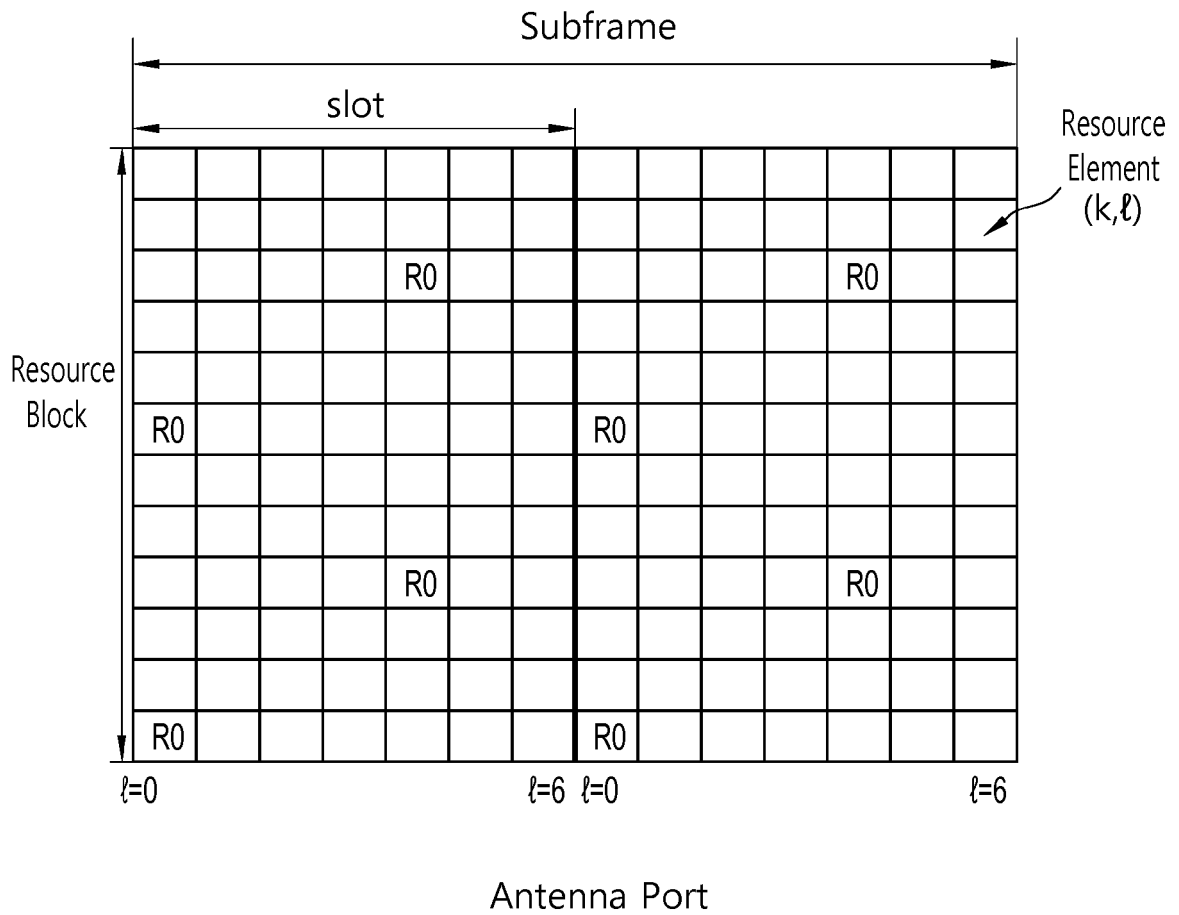 Subframe
slot
Resource
Element
(k,ℓ)
R0 R0
Resource
Block
R0 R0
R0 R0
R0 R0
ℓ=0 ℓ=6 ℓ=0 ℓ=6
Antenna Port